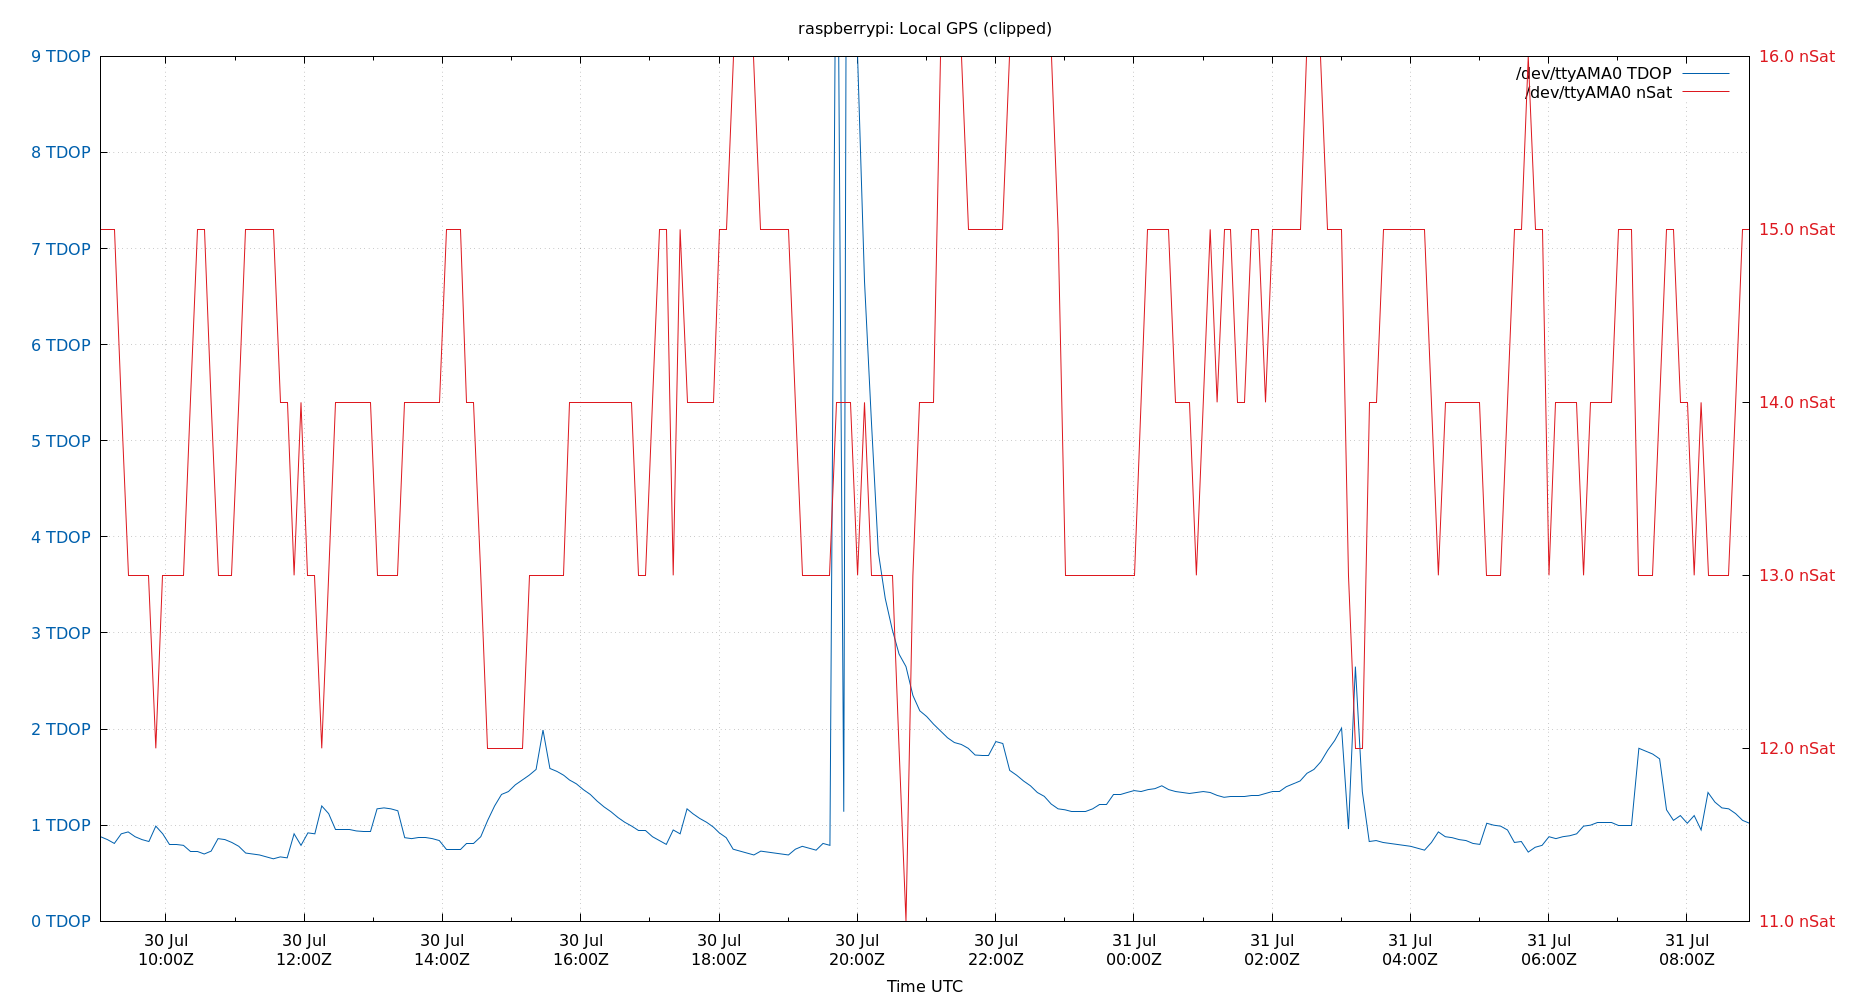 raspberrypi: Local GPS (clipped)
9 TDOP
8 TDOP
7 TDOP
6 TDOP
5 TDOP
4 TDOP
3 TDOP
2 TDOP
1 TDOP
0 TDOP
16.0 nSat
15.0 nSat
14.0 nSat
13.0 nSat
12.0 nSat
11.0 nSat
/dev/ttyAMA0 TDOP
/dev/ttyAMA0 nSat
30 Jul
10:00Z
30 Jul
12:00Z
30 Jul
14:00Z
30 Jul
16:00Z
30 Jul
18:00Z
30 Jul
20:00Z
30 Jul
22:00Z
31 Jul
00:00Z
31 Jul
02:00Z
31 Jul
04:00Z
31 Jul
06:00Z
31 Jul
08:00Z
Time UTC